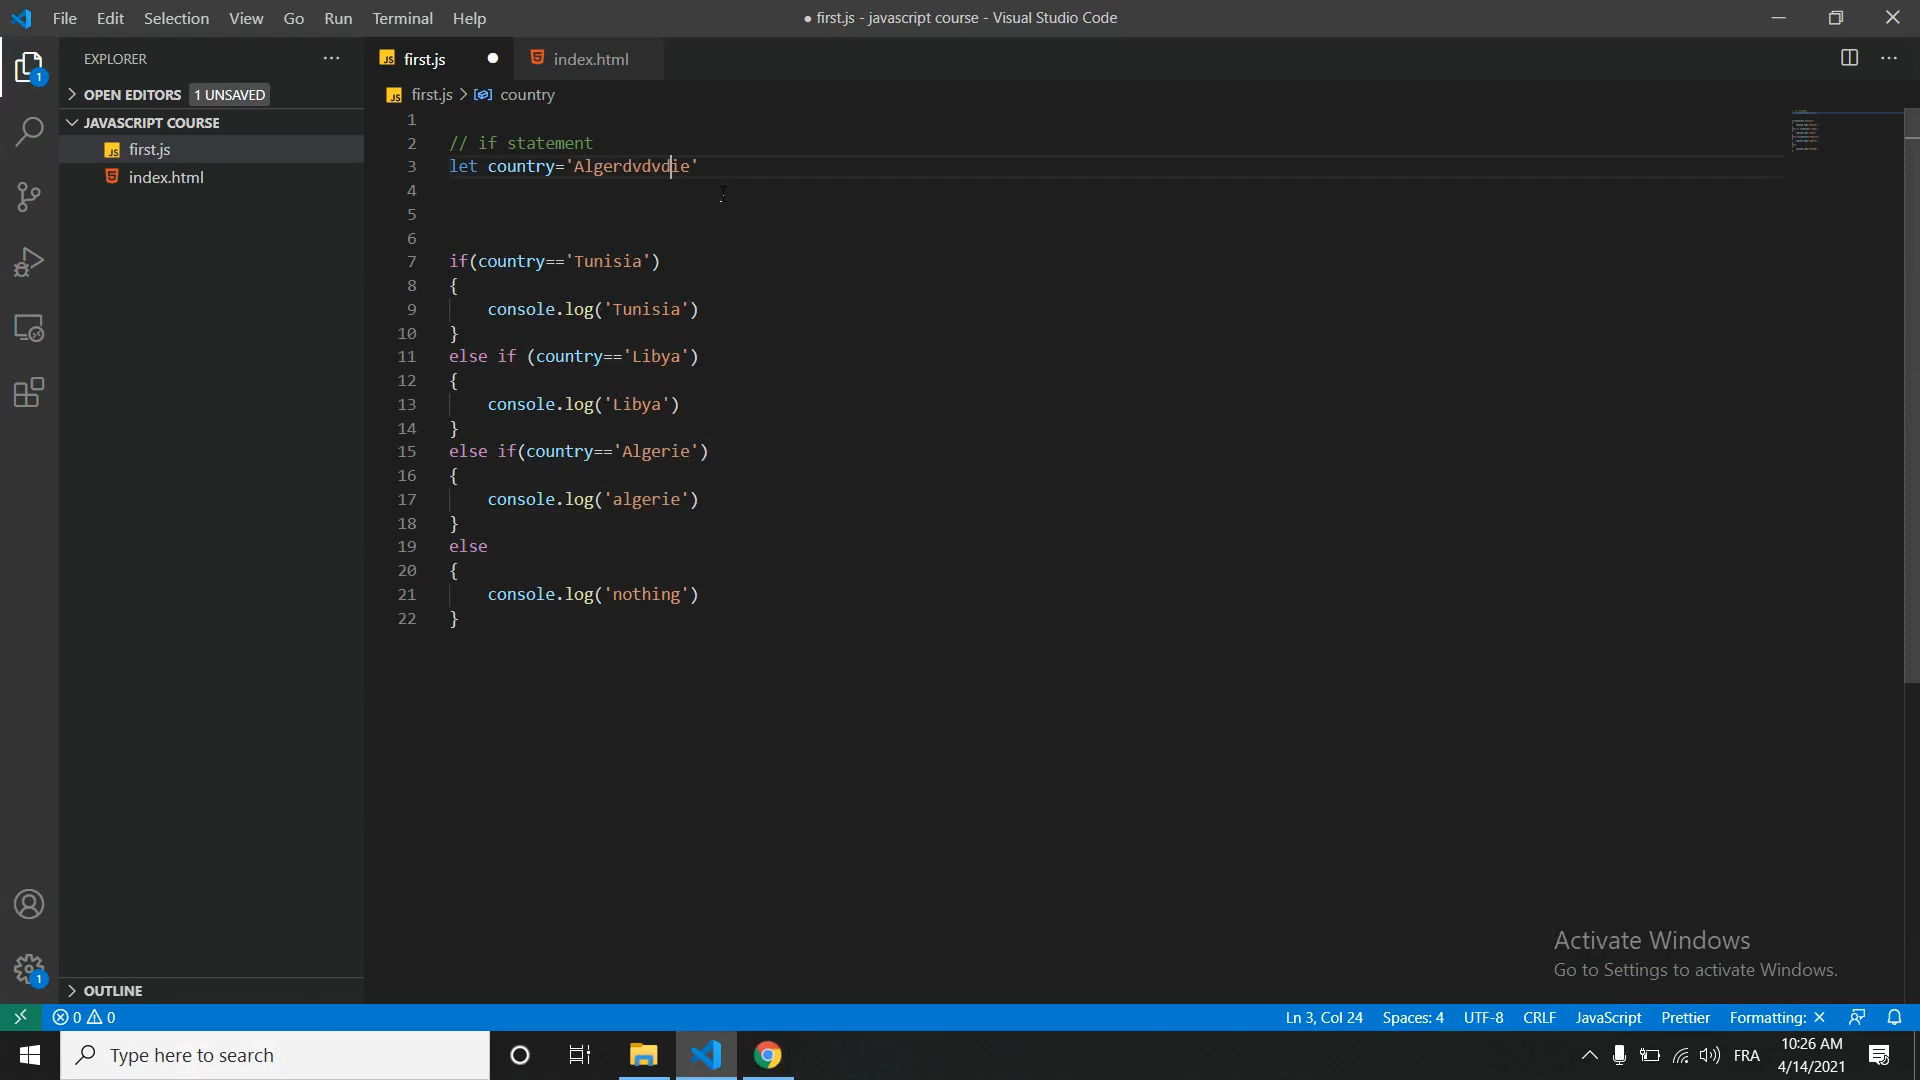 File Edit Selection View Go Run Terminal Help
● first.js - javascript course - Visual Studio Code
EXPLORER
JS first.js
index.html
1
OPEN EDITORS 1 UNSAVED
JS first.js > country
JAVASCRIPT COURSE
JS first.js
index.html
1
2 // if statement
3 let country='Algerdvdvdie'
4
5
6
7 if(country=='Tunisia')
8 {
9 console.log('Tunisia')
10 }
11 else if (country=='Libya')
12 {
13 console.log('Libya')
14 }
15 else if(country=='Algerie')
16 {
17 console.log('algerie')
18 }
19 else
20 {
21 console.log('nothing')
22 }
Activate Windows
Go to Settings to activate Windows.
1
OUTLINE
0 0
Ln 3, Col 24 Spaces: 4 UTF-8 CRLF JavaScript Prettier Formatting: ×
Type here to search
FRA
10:26 AM
4/14/2021